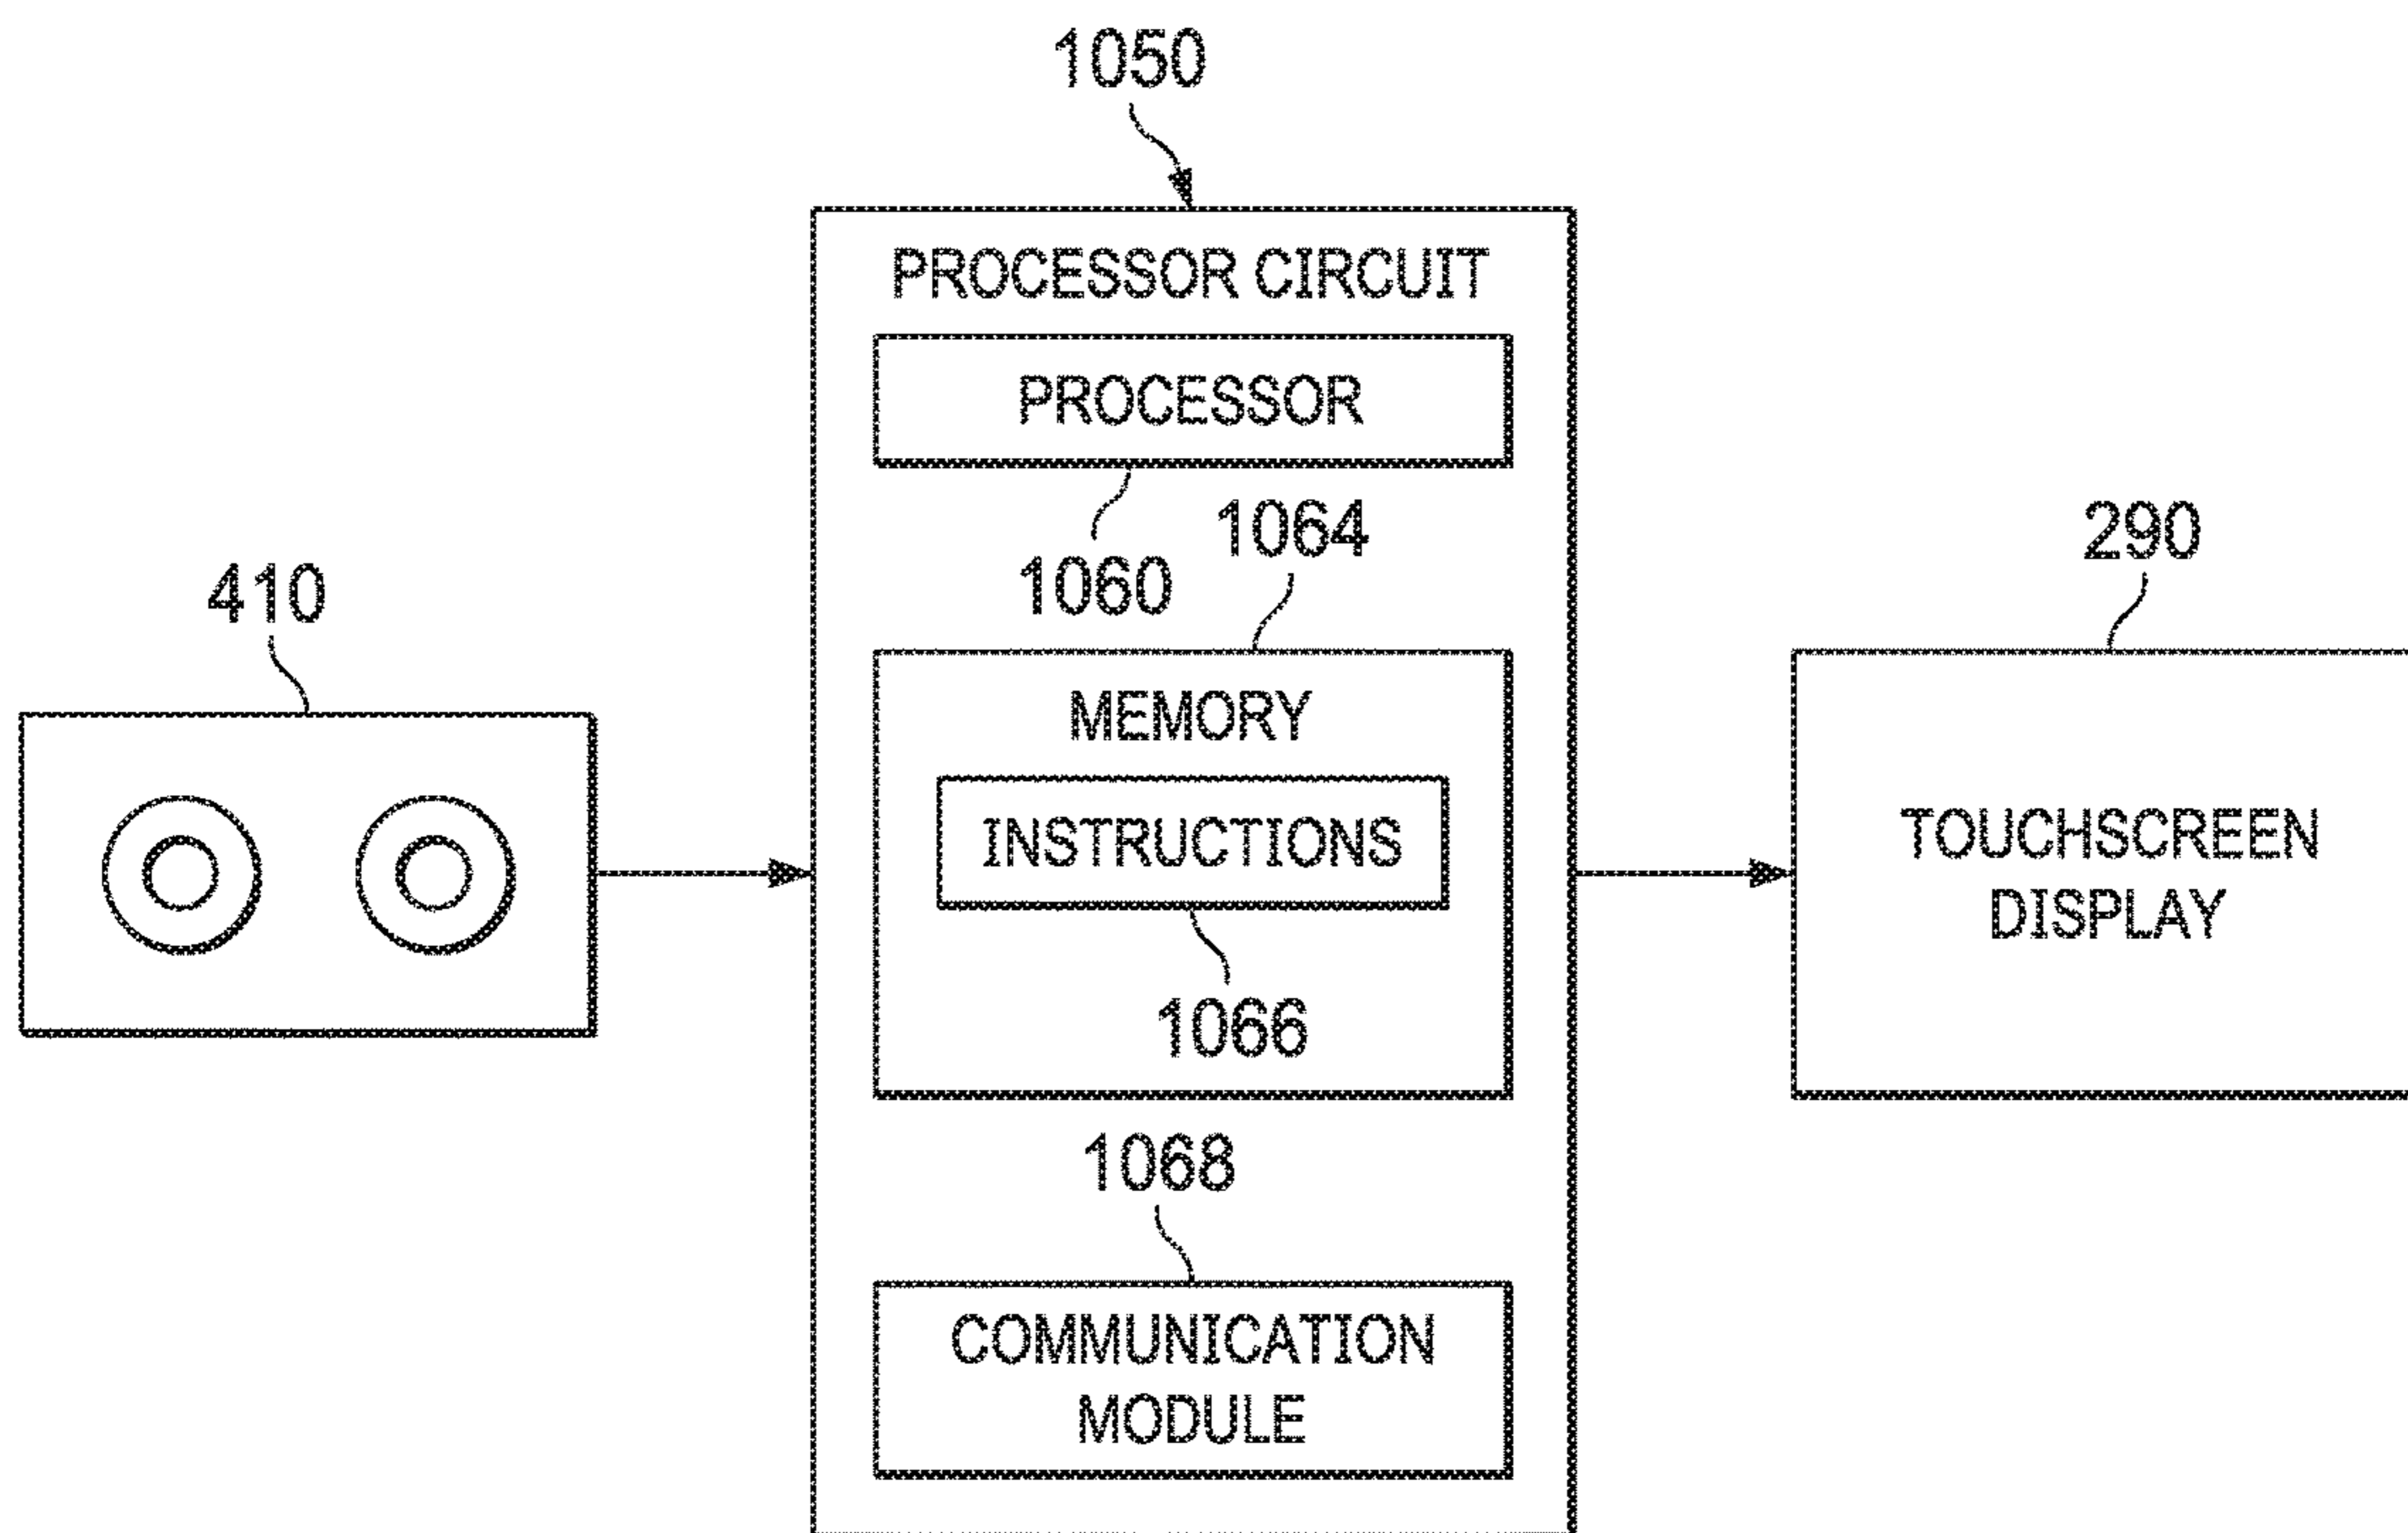 1050
PROCESSOR CIRCUIT
PROCESSOR
1060
1064
410
290
MEMORY
INSTRUCTIONS
1066
TOUCHSCREEN
DISPLAY
1068
COMMUNICATION
MODULE